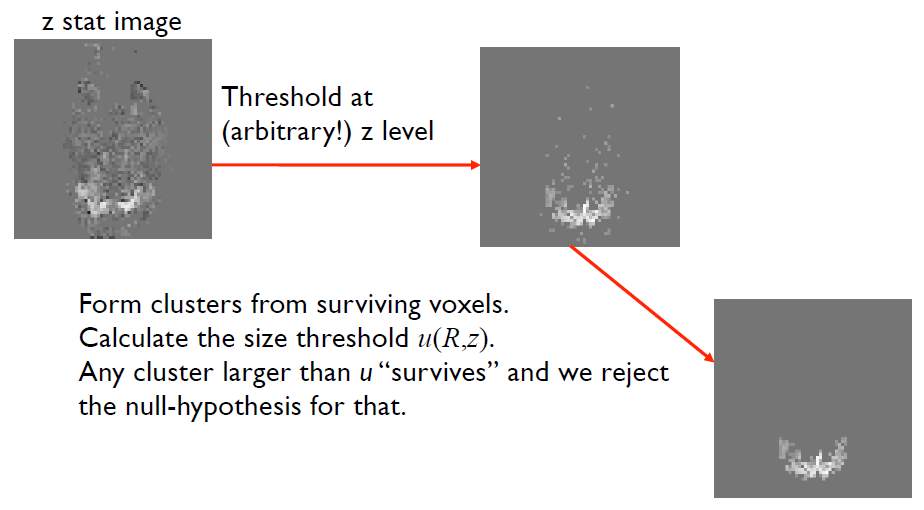 z stat image
Threshold at
(arbitrary!) z level
Form clusters from surviving voxels.
Calculate the size threshold u(R,z).
Any cluster larger than u “survives” and we reject
the null-hypothesis for that.